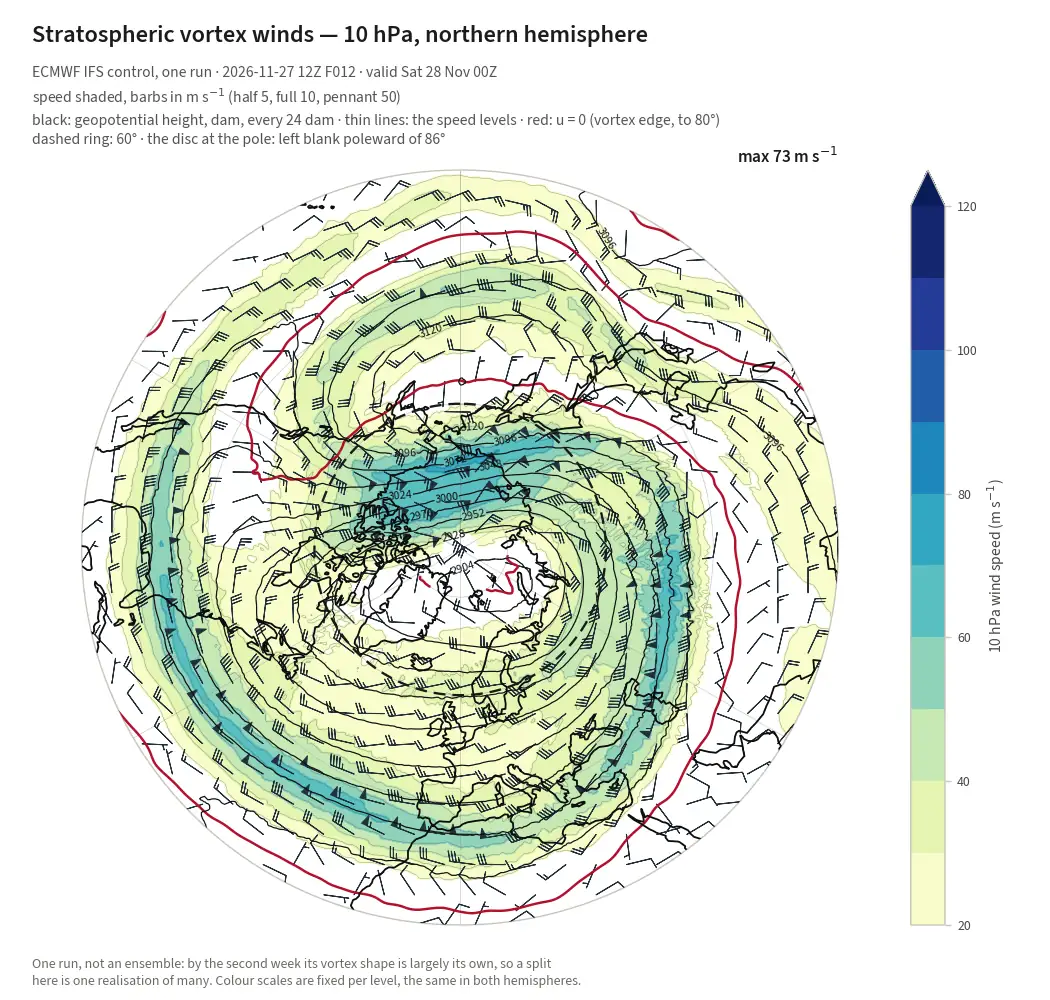 Stratospheric vortex winds — 10 hPa, northern hemisphere
ECMWF IFS control, one run · 2026-11-27 12Z F012 · valid Sat 28 Nov 00Z
speed shaded, barbs in m s⁻¹ (half 5, full 10, pennant 50)
black: geopotential height, dam, every 24 dam · thin lines: the speed levels · red: u = 0 (vortex edge, to 80°)
dashed ring: 60° · the disc at the pole: left blank poleward of 86°
max 73 m s⁻¹
120
100
80
60
40
20
10 hPa wind speed (m s⁻¹)
3096
3120
3120
3096
3096
3096
3048
3024
3000
2952
2928
2904
One run, not an ensemble: by the second week its vortex shape is largely its own, so a split
here is one realisation of many. Colour scales are fixed per level, the same in both hemispheres.